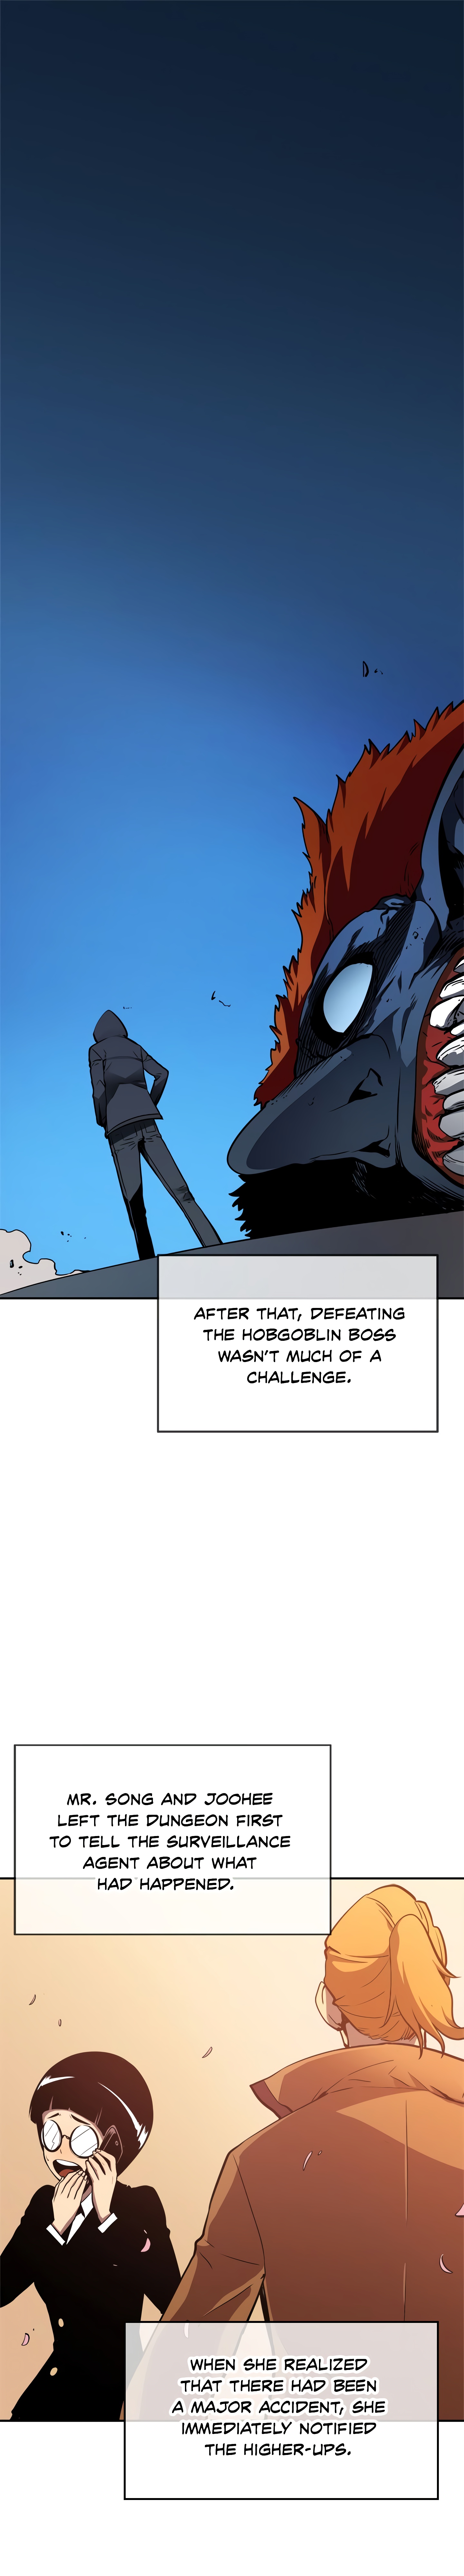 AFTER THAT, DEFEATING
THE HOBGOBLIN BOSS
WASN'T MUCH OF A
CHALLENGE.
MR. SONG AND JOOHEE
LEFT THE DUNGEON FIRST
TO TELL THE SURVEILLANCE
AGENT ABOUT WHAT
HAD HAPPENED.
WHEN SHE REALIZED
THAT THERE HAD BEEN
A MAJOR ACCIDENT, SHE
IMMEDIATELY NOTIFIED
THE HIGHER-UPS.